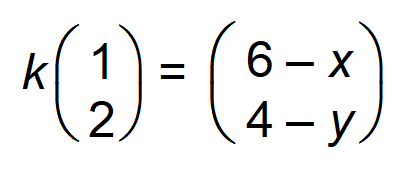 k(1 2) = (6 – x 4 – y)